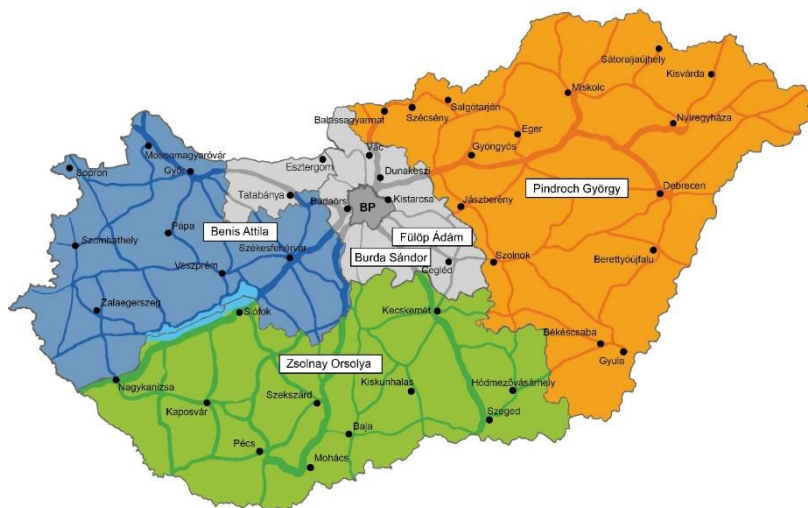 Sátoraljaújhely
Kisvárda
Miskolc
Salgótarján
Szécsény
Balassagyarmat
Nyíregyháza
Eger
Gyöngyös
Vác
Mosonmagyaróvár
Esztergom
Sopron
Győr
Dunakeszi
Pindroch György
Debrecen
Tatabánya
Kistarcsa
Budaörs
BP
Jászberény
Pápa
Benis Attila
Fülöp Ádám
Szombathely
Székesfehérvár
Burda Sándor
Berettyóújfalu
Szolnok
Cegléd
Veszprém
Zalaegerszeg
Siófok
Kecskemét
Békéscsaba
Gyula
Zsolnay Orsolya
Nagykanizsa
Kiskunhalas
Hódmezővásárhely
Kaposvár
Szekszárd
Szeged
Baja
Pécs
Mohács